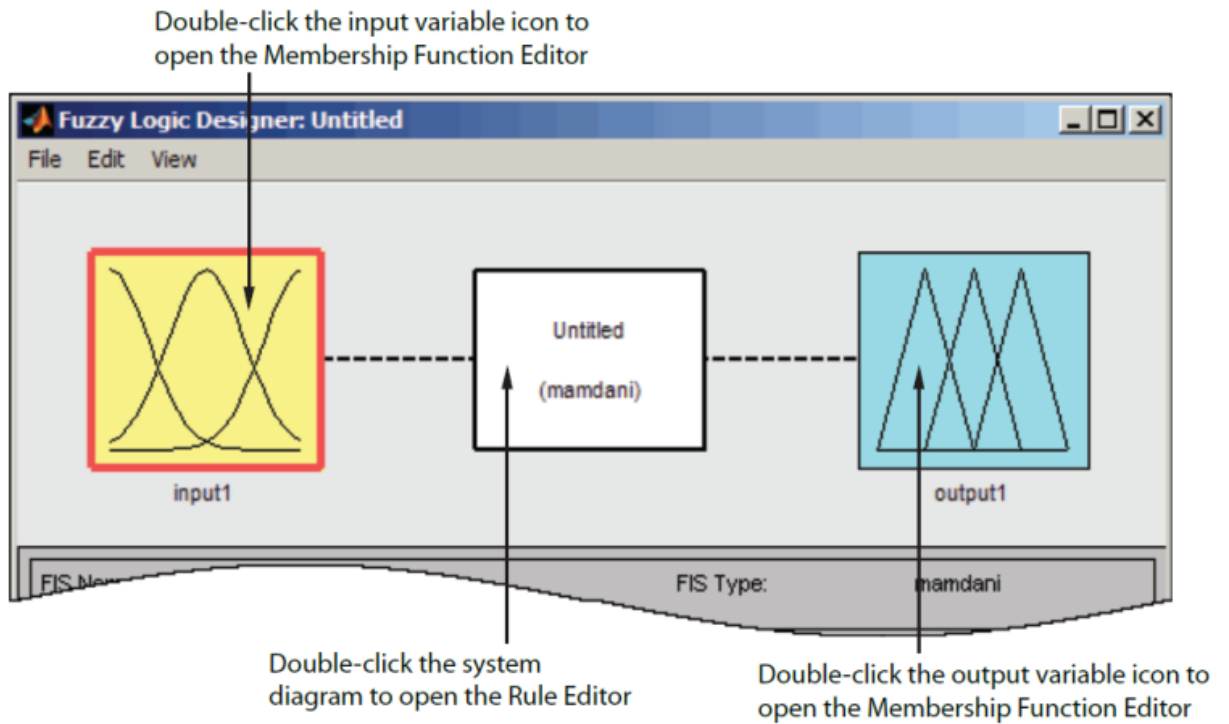 Double-click the input variable icon to
open the Membership Function Editor
Fuzzy Logic Designer: Untitled
File Edit View
Untitled
(mamdani)
input1
output1
FIS FIS Type: mamdani
Double-click the system
diagram to open the Rule Editor
Double-click the output variable icon to
open the Membership Function Editor